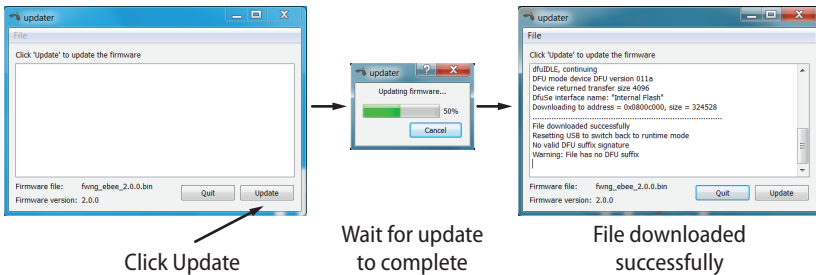 updater
File
Click 'Update' to update the firmware
Firmware file: fwng_ebee_2.0.0.bin
Firmware version: 2.0.0
Quit
Update
Click Update
updater
Updating firmware...
50%
Cancel
Wait for update
to complete
updater
File
Click 'Update' to update the firmware
dfuIDLE, continuing
DFU mode device DFU version 011a
Device returned transfer size 4096
DfuSe interface name: "Internal Flash"
Downloading to address = 0x0800c000, size = 324528
................................................................................
File downloaded successfully
Resetting USB to switch back to runtime mode
No valid DFU suffix signature
Warning: File has no DFU suffix
Firmware file: fwng_ebee_2.0.0.bin
Firmware version: 2.0.0
Quit
Update
File downloaded
successfully